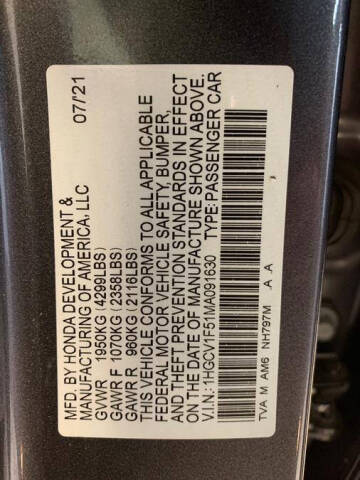 MFD. BY HONDA DEVELOPMENT & 07/21
MANUFACTURING OF AMERICA, LLC
GVWR 1950KG (4299LBS)
GAWR F 1070KG (2358LBS)
GAWR R 960KG (2116LBS)
THIS VEHICLE CONFORMS TO ALL APPLICABLE
FEDERAL MOTOR VEHICLE SAFETY, BUMPER,
AND THEFT PREVENTION STANDARDS IN EFFECT
ON THE DATE OF MANUFACTURE SHOWN ABOVE.
V.I.N.: 1HGCV1F51MA091630 TYPE: PASSENGER CAR
TVA M AM6 NH797M A A